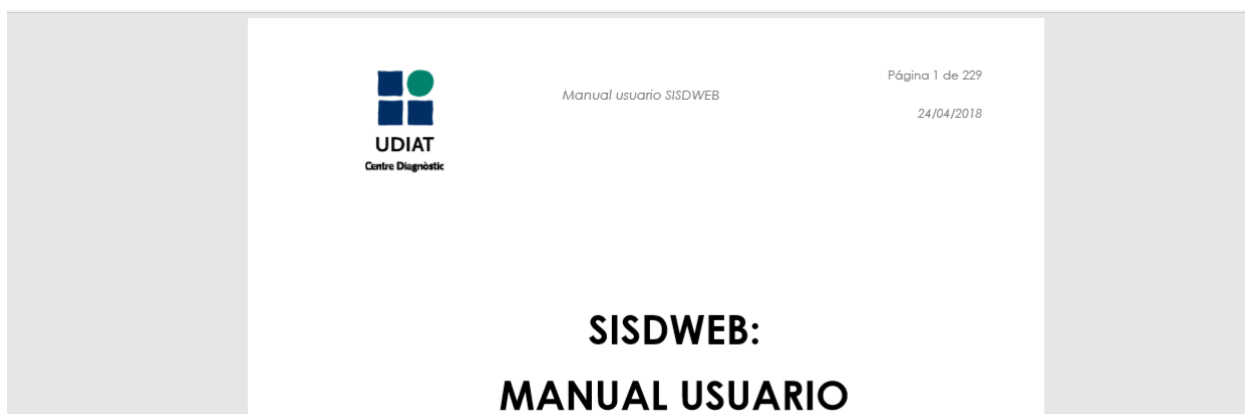 Página 1 de 229
Manual usuario SISDWEB
24/04/2018
UDIAT
Centre Diagnòstic
SISDWEB:
MANUAL USUARIO